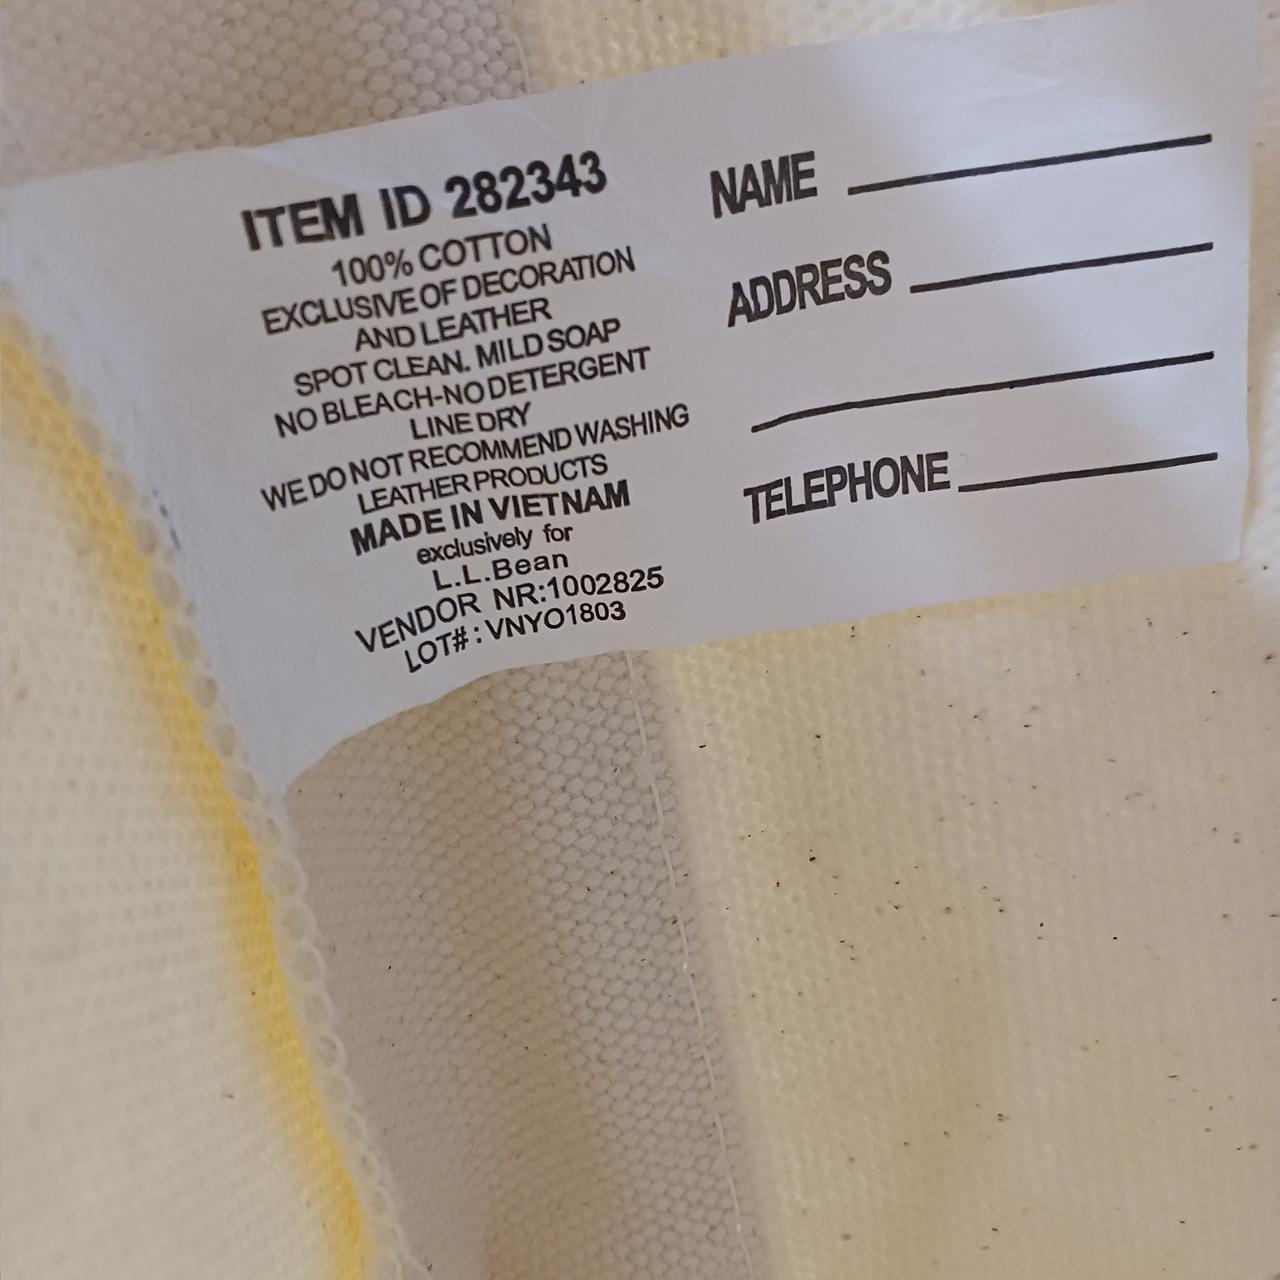 ITEM ID 282343
100% COTTON
EXCLUSIVE OF DECORATION
AND LEATHER
SPOT CLEAN. MILD SOAP
NO BLEACH-NO DETERGENT
LINE DRY
WE DO NOT RECOMMEND WASHING
LEATHER PRODUCTS
MADE IN VIETNAM
exclusively for
L.L.Bean
VENDOR NR:1002825
LOT#:VNYO1803
NAME
ADDRESS
TELEPHONE